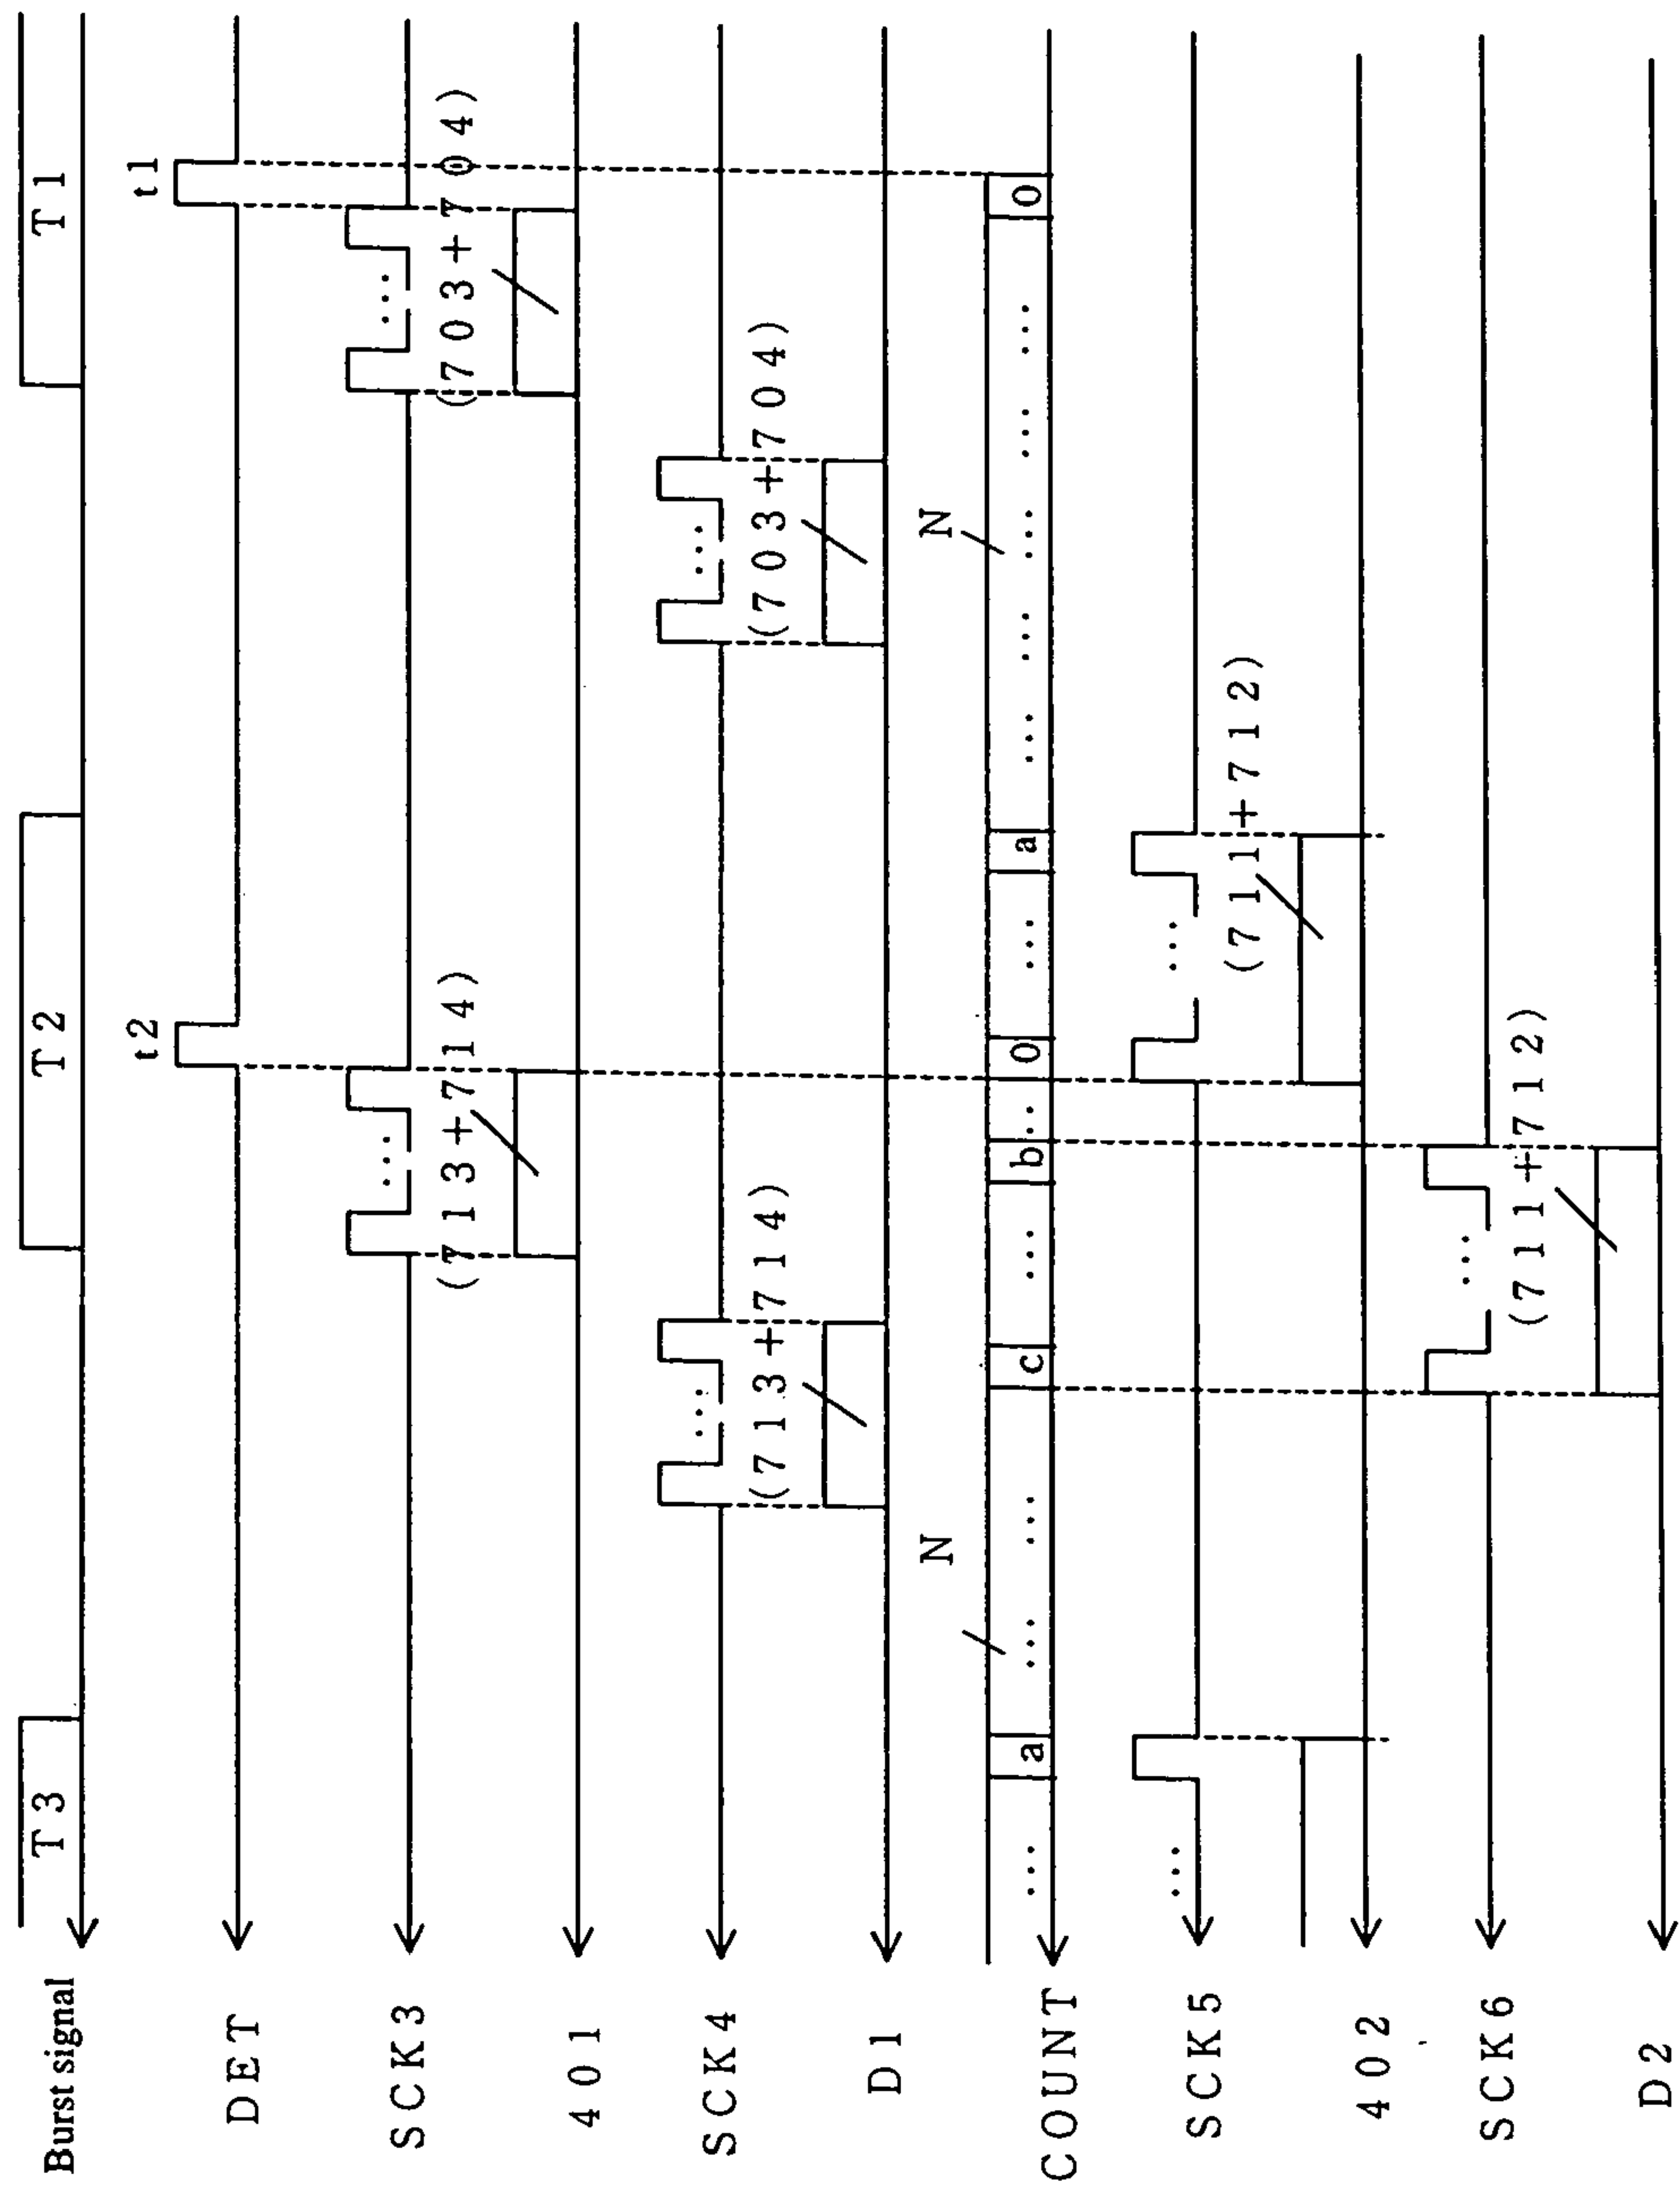 T3 T2 T1
Burst signal
t2 t1
DET
... ...
SCK3
(713+714) (703+704)
401
... ...
SCK4
(713+714) (703+704)
D1
N N
... a ... ... c ... b .. 0 ... a ... ... ... ... ... 0
COUNT
... ...
SCK5
(711+712)
402
...
SCK6
(711+712)
D2